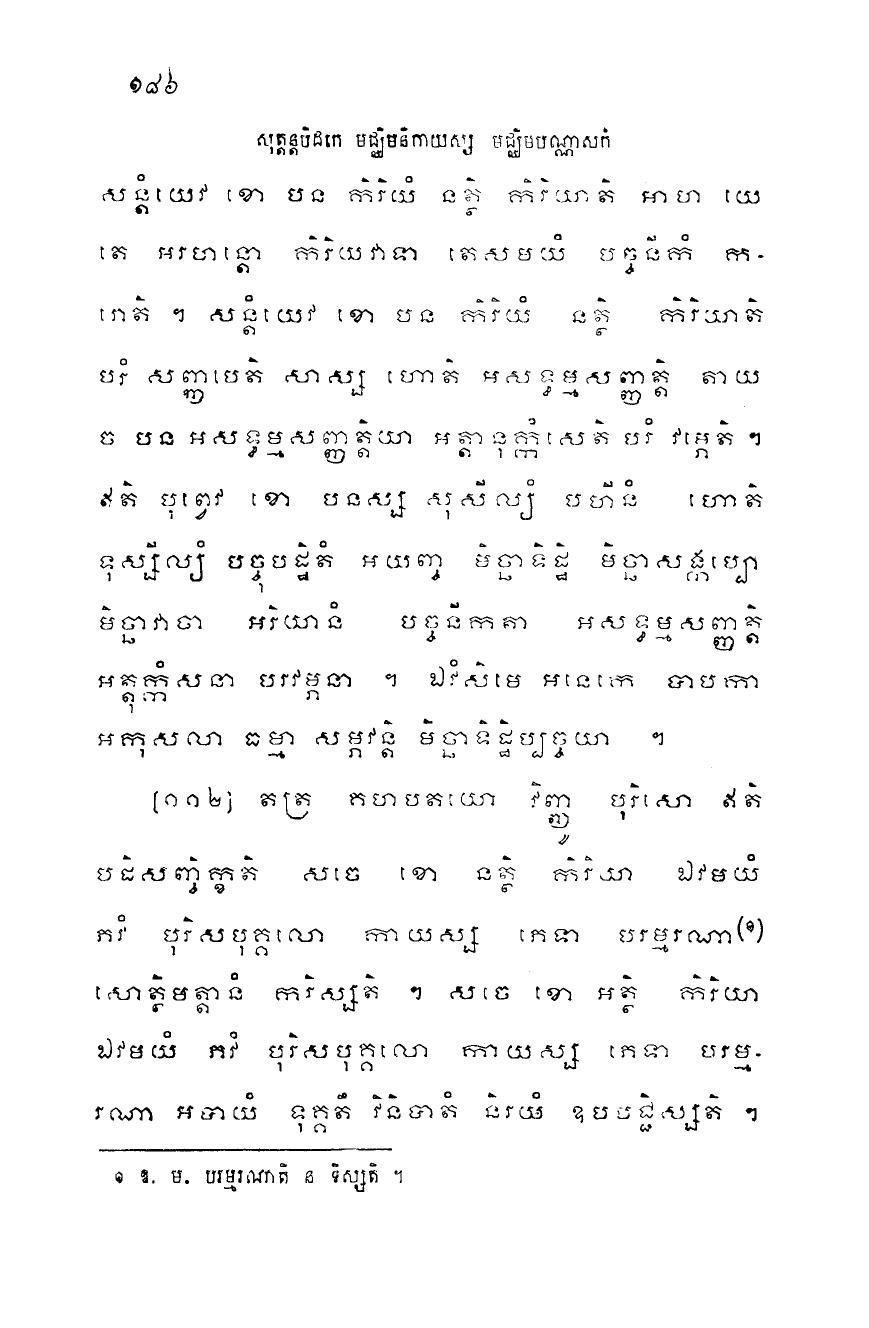 ១៨៦
សុត្តន្តបិដកេ មជ្ឈិមនិកាយស្ស មជ្ឈិមបណ្ណាសកំ
សន្តំយេវ ខោ បន កិរិយំ នត្ថិ កិរិយាតិ អាហ យេ
តេ អរហន្តោ កិរិយវាទា តេសមយំ បច្ចនីកំ ក-
រោតិ ។ សន្តំយេវ ខោ បន កិរិយំ នត្ថិ កិរិយាតិ
បរំ សញ្ញាបេតិ សាស្ស ហោតិ អសទ្ធម្មសញ្ញត្តិ តាយ
ច បន អសទ្ធម្មសញ្ញត្តិយា អត្តានុក្កំសេតិ បរំ វម្ភេតិ ។
ឥតិ បុព្វេវ ខោ បនស្ស សុសីល្យំ បហីនំ ហោតិ
ទុស្សីល្យំ បច្ចុបដ្ឋិតំ អយញ្ច មិច្ឆាទិដ្ឋិ មិច្ឆាសង្កប្បោ
មិច្ឆាវាចា អរិយានំ បច្ចនីកតា អសទ្ធម្មសញ្ញត្តិ
អត្តុក្កំសនា បរវម្ភនា ។ ឯវំសិមេ អនេកេ បាបកា
អកុសលា ធម្មា សម្ភវន្តិ មិច្ឆាទិដ្ឋិប្បច្ចយា ។
[១១២] តត្រ គហបតយោ វិញ្ញូ បុរិសោ ឥតិ
បដិសញ្ចិក្ខតិ សចេ ខោ នត្ថិ កិរិយា ឯវមយំ
ភវំ បុរិសបុគ្គលោ កាយស្ស ភេទា បរម្មរណា(១)
សោត្ថិមត្តានំ ករិស្សតិ ។ សចេ ខោ អត្ថិ កិរិយា
ឯវមយំ ភវំ បុរិសបុគ្គលោ កាយស្ស ភេទា បរម្ម-
រណា អបាយំ ទុគ្គតឹ វិនិបាតំ និរយំ ឧបបជ្ជិស្សតិ ។
១ ឱ. ម. បរម្មរណាតិ ន ទិស្សតិ ។